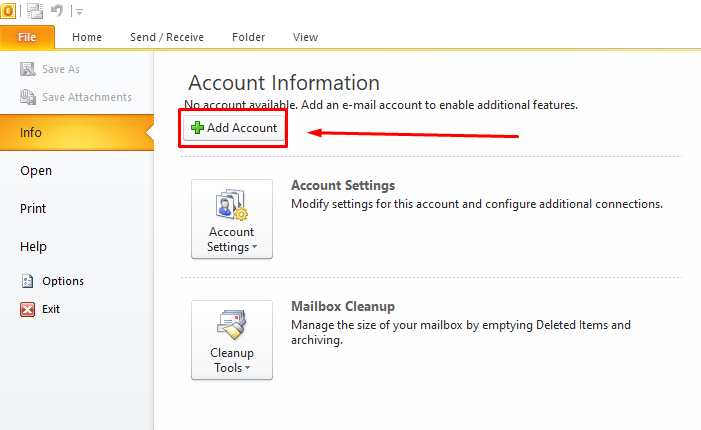 File Home Send / Receive Folder View
Save As
Save Attachments
Info
Open
Print
Help
Options
Exit
Account Information
No account available. Add an e-mail account to enable additional features.
Add Account
Account
Settings
Account Settings
Modify settings for this account and configure additional connections.
Cleanup
Tools
Mailbox Cleanup
Manage the size of your mailbox by emptying Deleted Items and
archiving.